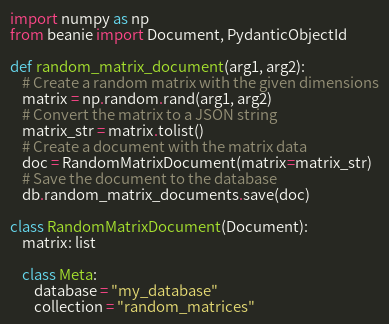 import numpy as np
from beanie import Document, PydanticObjectId

def random_matrix_document(arg1, arg2):
    # Create a random matrix with the given dimensions
    matrix = np.random.rand(arg1, arg2)
    # Convert the matrix to a JSON string
    matrix_str = matrix.tolist()
    # Create a document with the matrix data
    doc = RandomMatrixDocument(matrix=matrix_str)
    # Save the document to the database
    db.random_matrix_documents.save(doc)

class RandomMatrixDocument(Document):
    matrix: list

    class Meta:
        database = "my_database"
        collection = "random_matrices"